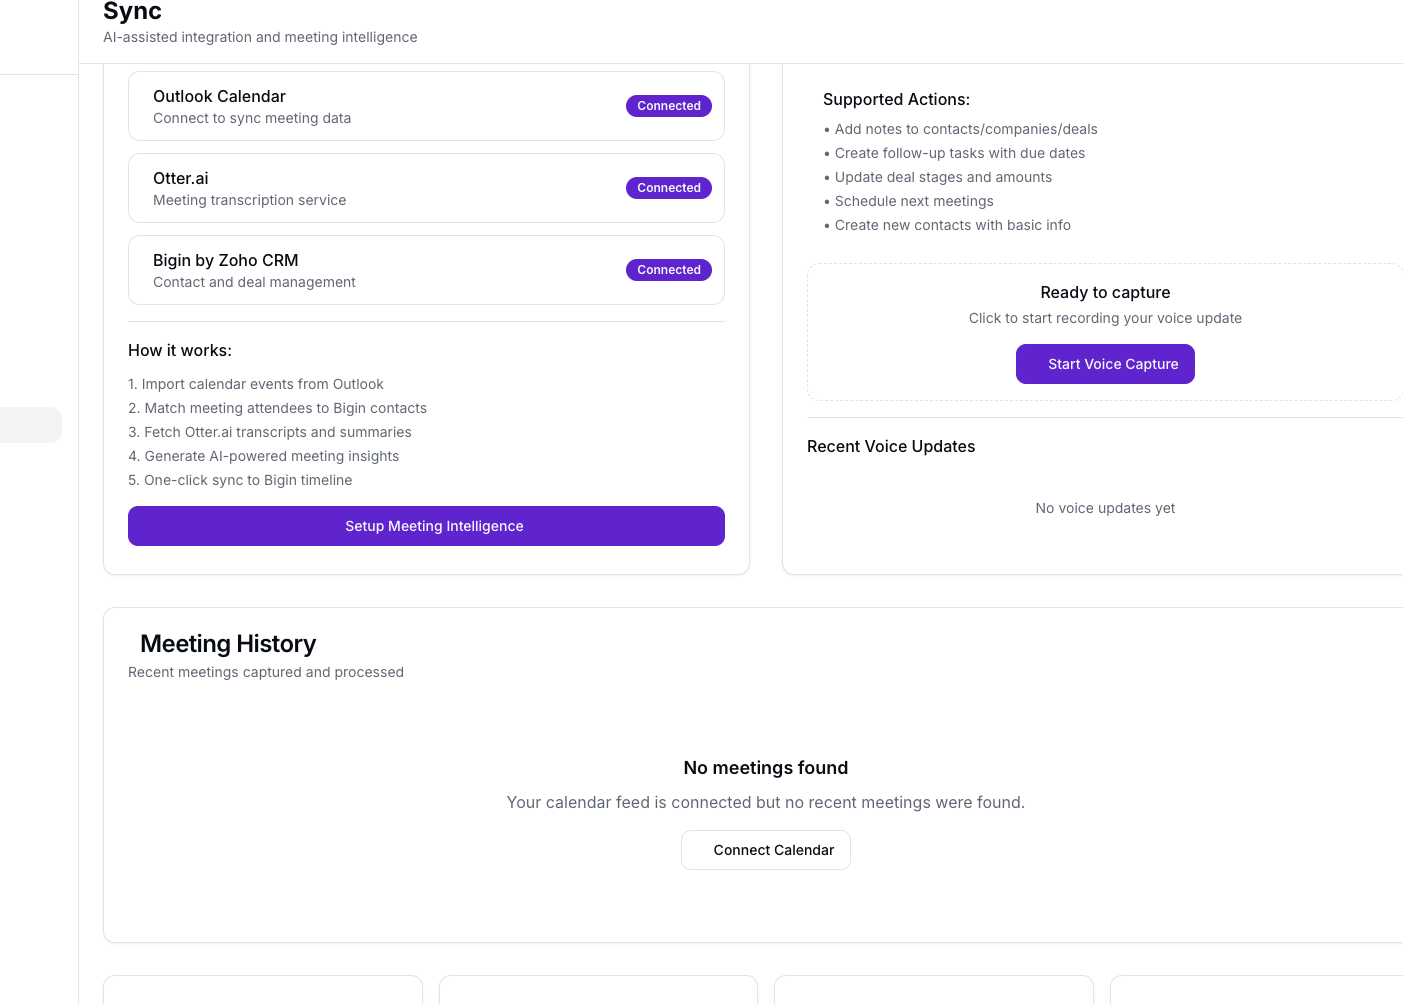 Sync
AI-assisted integration and meeting intelligence
Outlook Calendar
Connect to sync meeting data
Connected
Otter.ai
Meeting transcription service
Connected
Bigin by Zoho CRM
Contact and deal management
Connected
How it works:
1. Import calendar events from Outlook
2. Match meeting attendees to Bigin contacts
3. Fetch Otter.ai transcripts and summaries
4. Generate AI-powered meeting insights
5. One-click sync to Bigin timeline
Setup Meeting Intelligence
Supported Actions:
• Add notes to contacts/companies/deals
• Create follow-up tasks with due dates
• Update deal stages and amounts
• Schedule next meetings
• Create new contacts with basic info
Ready to capture
Click to start recording your voice update
Start Voice Capture
Recent Voice Updates
No voice updates yet
Meeting History
Recent meetings captured and processed
No meetings found
Your calendar feed is connected but no recent meetings were found.
Connect Calendar